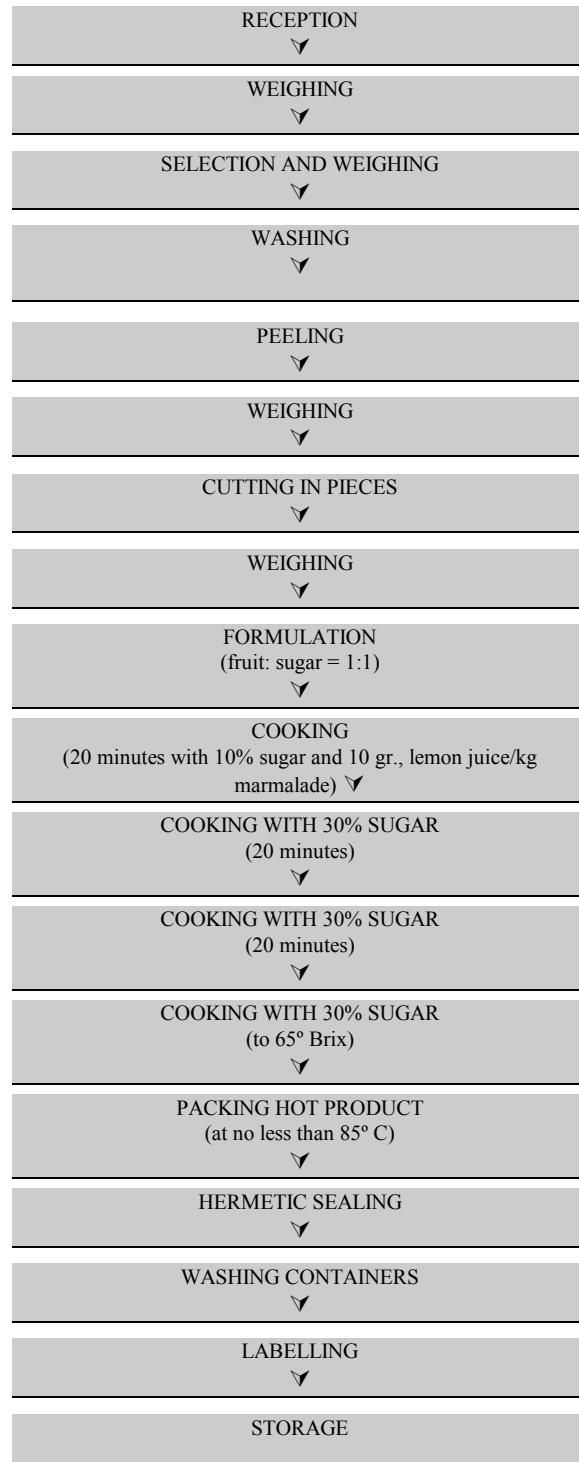 RECEPTION
WEIGHING
SELECTION AND WEIGHING
WASHING
PEELING
WEIGHING
CUTTING IN PIECES
WEIGHING
FORMULATION
(fruit: sugar = 1:1)
COOKING
(20 minutes with 10% sugar and 10 gr., lemon juice/kg
marmalade)
COOKING WITH 30% SUGAR
(20 minutes)
COOKING WITH 30% SUGAR
(20 minutes)
COOKING WITH 30% SUGAR
(to 65º Brix)
PACKING HOT PRODUCT
(at no less than 85º C)
HERMETIC SEALING
WASHING CONTAINERS
LABELLING
STORAGE